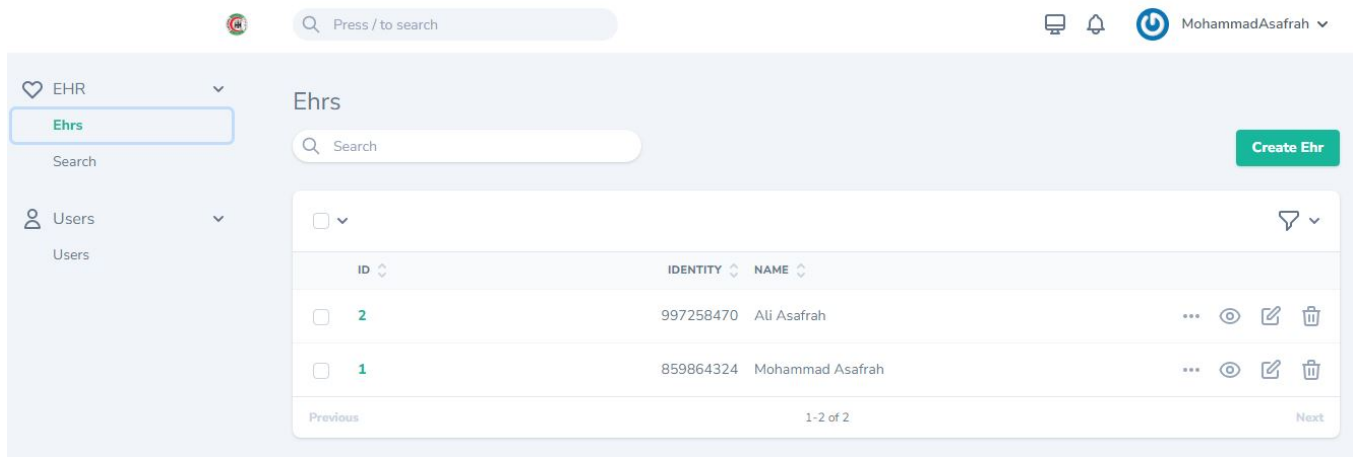 Press / to search
MohammadAsafrah
EHR
Ehrs
Search
Users
Users
Ehrs
Search
Create Ehr
ID IDENTITY NAME
2 997258470 Ali Asafrah
1 859864324 Mohammad Asafrah
Previous 1-2 of 2 Next